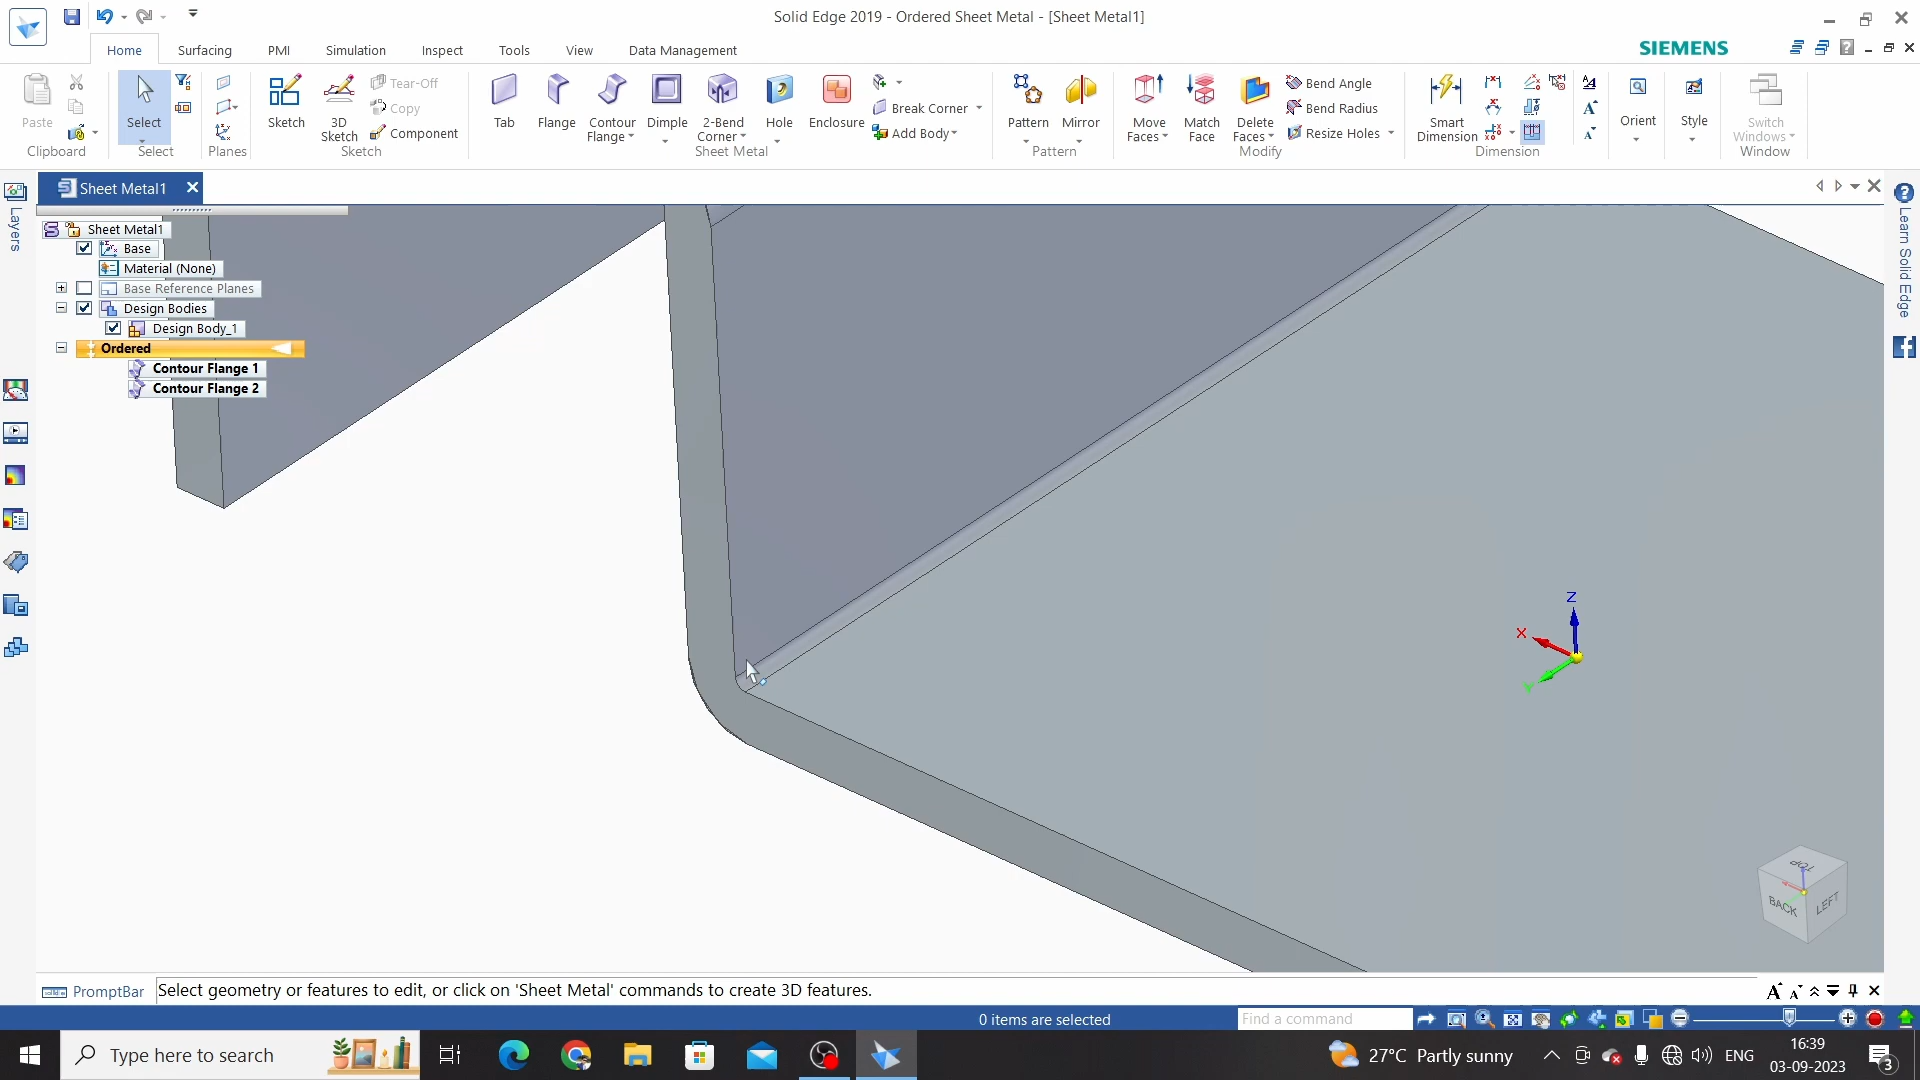 Solid Edge 2019 - Ordered Sheet Metal - [Sheet Metal1]
Home Surfacing PMI Simulation Inspect Tools View Data Management
SIEMENS
Paste
Clipboard
Select
Select
Planes
Sketch
3D
Sketch
Tear-Off
Copy
Component
Sketch
Tab
Flange
Contour
Flange
Dimple
2-Bend
Corner
Hole
Enclosure
Break Corner
Add Body
Sheet Metal
Pattern
Mirror
Pattern
Move
Faces
Match
Face
Delete
Faces
Bend Angle
Bend Radius
Resize Holes
Modify
Smart
Dimension
Dimension
Orient
Style
Switch
Windows
Window
Sheet Metal1
Layers
Learn Solid Edge
Sheet Metal1
Base
Material (None)
Base Reference Planes
Design Bodies
Design Body_1
Ordered
Contour Flange 1
Contour Flange 2
Z
X
Y
TOP
BACK
LEFT
PromptBar
Select geometry or features to edit, or click on 'Sheet Metal' commands to create 3D features.
0 items are selected
Find a command
Type here to search
27°C Partly sunny
ENG
16:39
03-09-2023
3